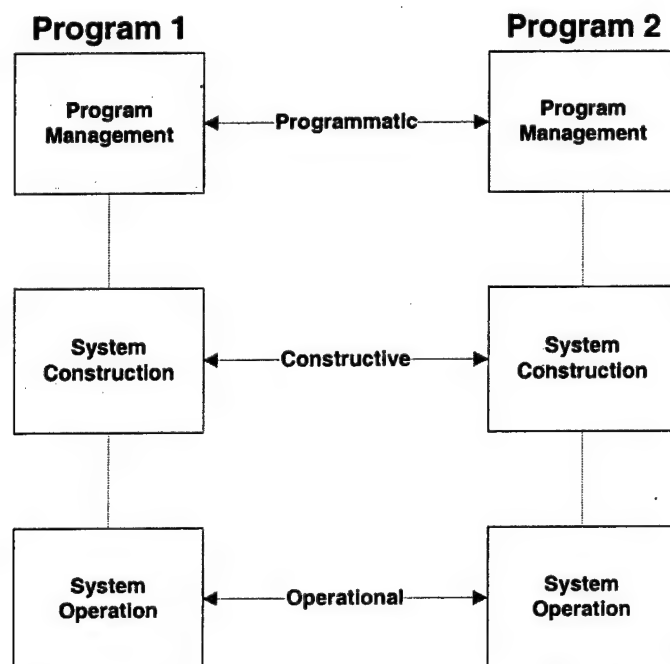 Program 1
Program 2
Program
Management
Programmatic
Program
Management
System
Construction
Constructive
System
Construction
System
Operation
Operational
System
Operation